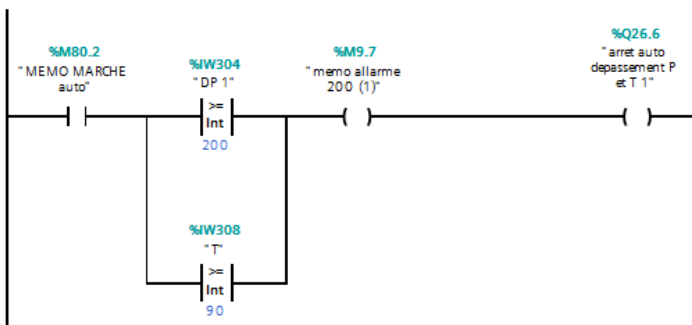 %M80.2
"MEMO MARCHE
auto"
%IW304
"DP 1"
>=
Int
200
%M9.7
"memo allarme
200 (1)"
%Q26.6
"arret auto
depassement P
et T 1"
%IW308
"T"
>=
Int
90